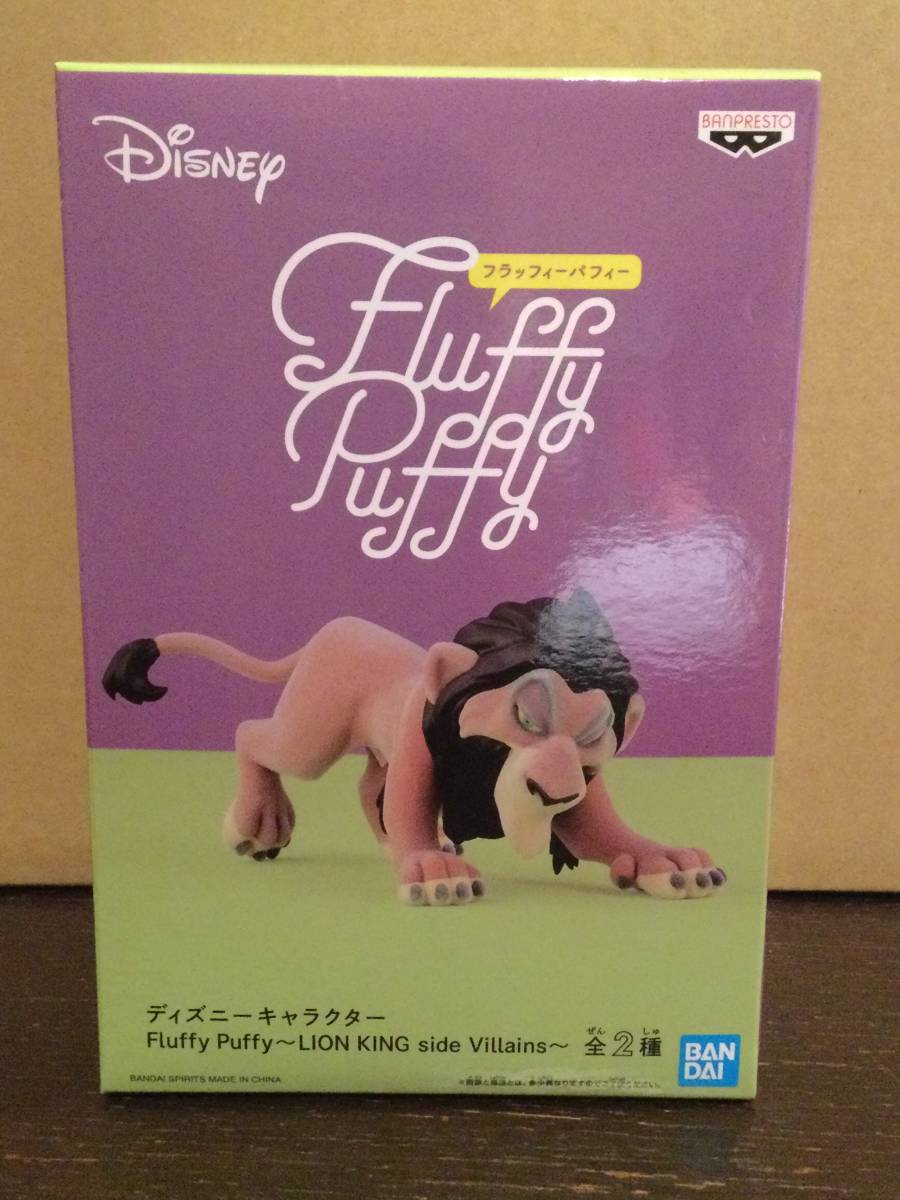 Disney
BANPRESTO
フラッフィーパフィー
Fluffy
Puffy
ディズニーキャラクター
Fluffy Puffy～LION KING side Villains～ 全2種
ぜん しゅ
BAN
DAI
BANDAI SPIRITS MADE IN CHINA